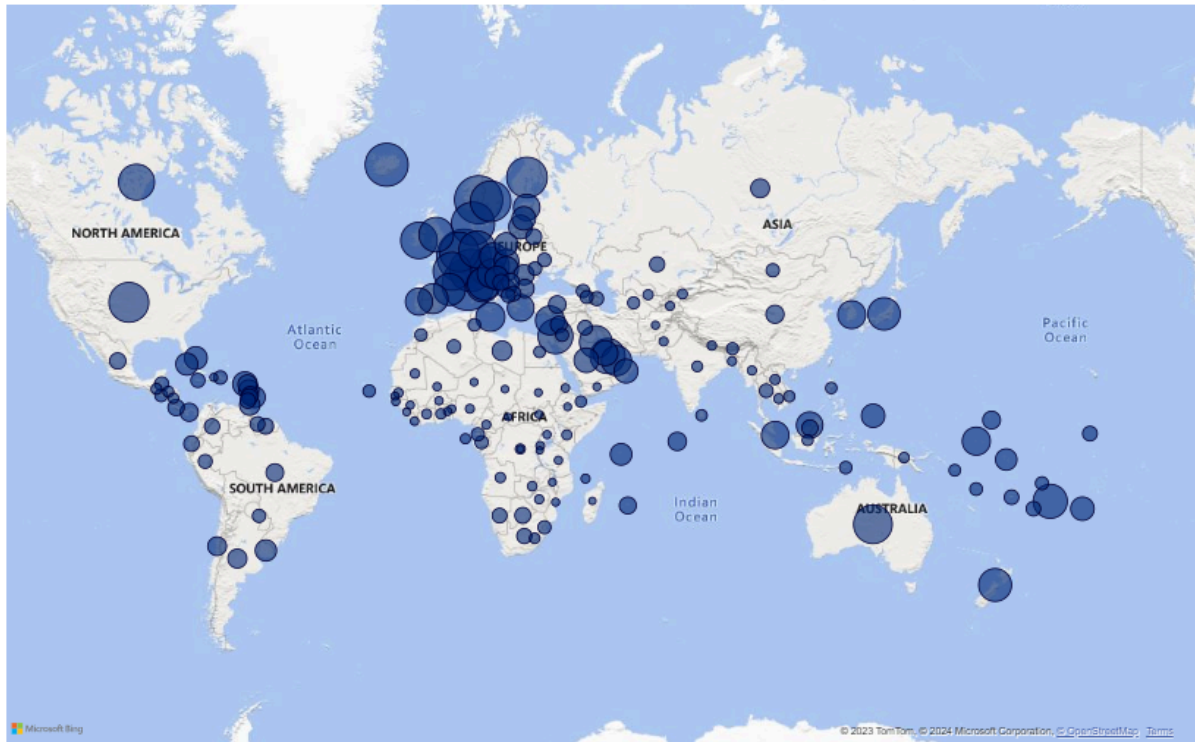 NORTH AMERICA
EUROPE
ASIA
Atlantic
Ocean
Pacific
Ocean
AFRICA
SOUTH AMERICA
Indian
Ocean
AUSTRALIA
Microsoft Bing
© 2023 TomTom, © 2024 Microsoft Corporation, © OpenStreetMap Terms